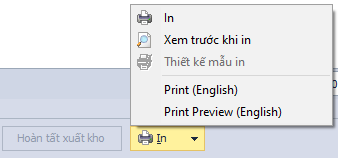 In
Xem trước khi in
Thiết kế mẫu in
Print (English)
Print Preview (English)
Hoàn tất xuất kho
In